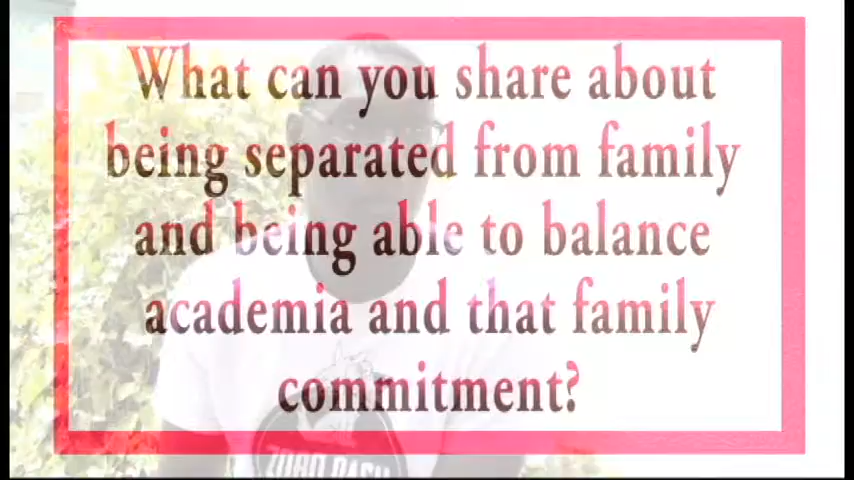 What can you share about
being separated from family
and being able to balance
academia and that family
commitment?